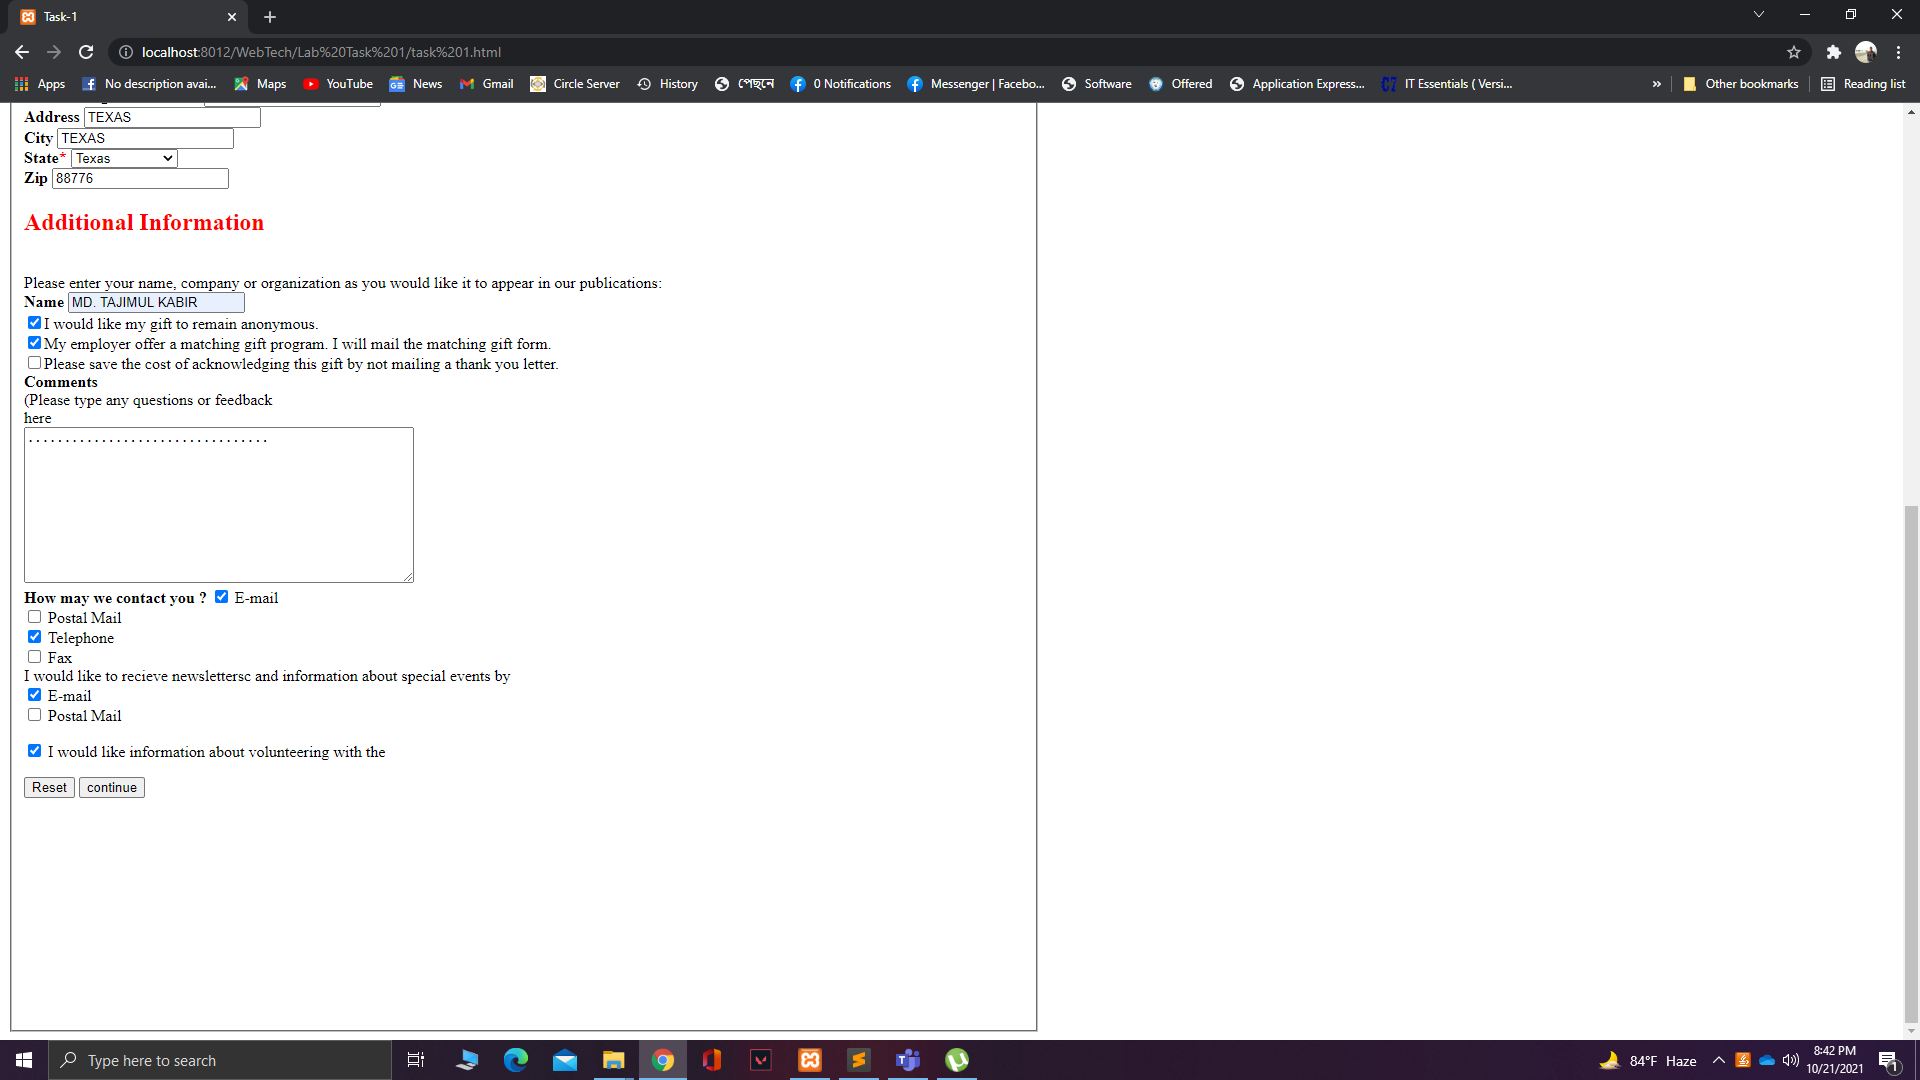 Task-1
localhost:8012/WebTech/Lab%20Task%201/task%201.html
Apps No description avai... Maps YouTube News Gmail Circle Server History পেছনে 0 Notifications Messenger | Facebo... Software Offered Application Express... IT Essentials ( Versi... » Other bookmarks Reading list
Address TEXAS
City TEXAS
State* Texas
Zip 88776
Additional Information
Please enter your name, company or organization as you would like it to appear in our publications:
Name MD. TAJIMUL KABIR
I would like my gift to remain anonymous.
My employer offer a matching gift program. I will mail the matching gift form.
Please save the cost of acknowledging this gift by not mailing a thank you letter.
Comments
(Please type any questions or feedback
here
.................................
How may we contact you ? E-mail
Postal Mail
Telephone
Fax
I would like to recieve newslettersc and information about special events by
E-mail
Postal Mail
I would like information about volunteering with the
Reset continue
Type here to search
84°F Haze
8:42 PM
10/21/2021
1